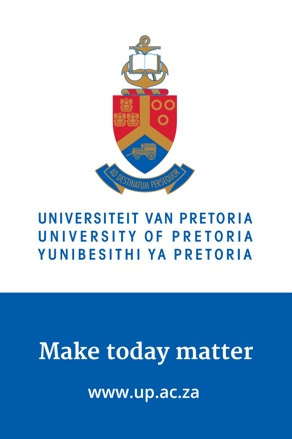 AD DESTINATUM PERSEQUOR
UNIVERSITEIT VAN PRETORIA
UNIVERSITY OF PRETORIA
YUNIBESITHI YA PRETORIA
Make today matter
www.up.ac.za